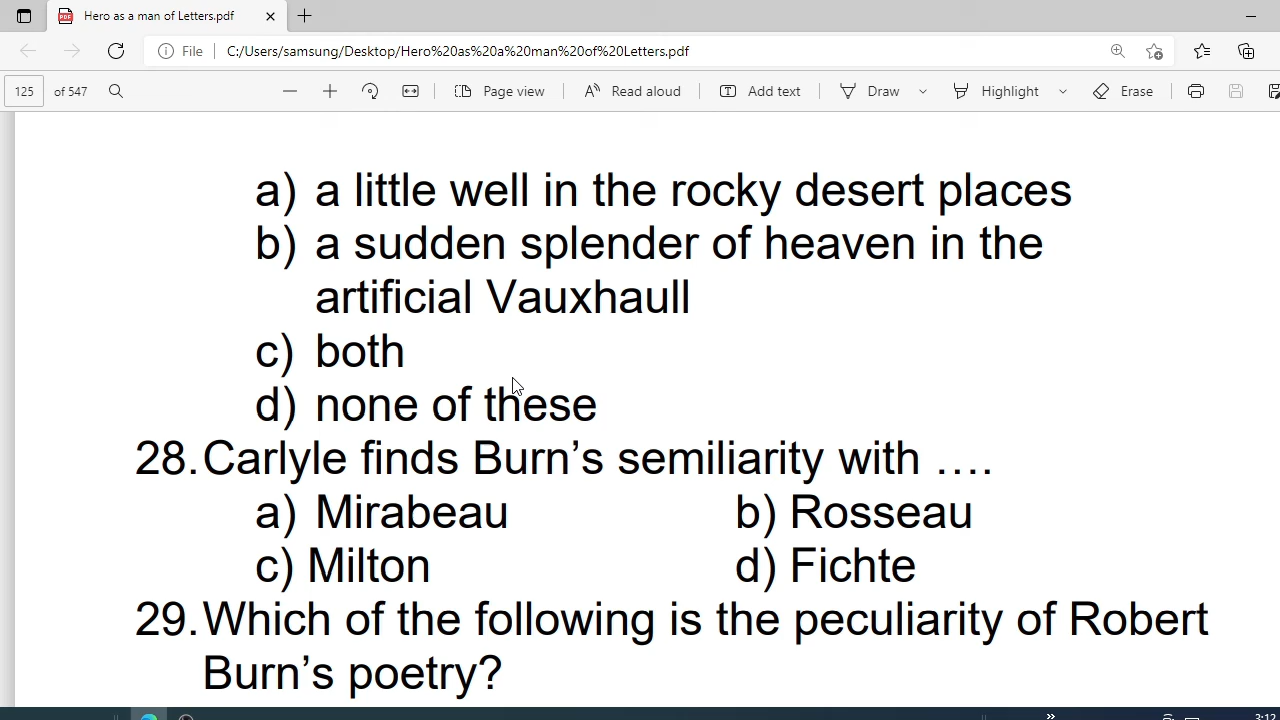 Hero as a man of Letters.pdf
File C:/Users/samsung/Desktop/Hero%20as%20a%20man%20of%20Letters.pdf
125 of 547 Page view Read aloud Add text Draw Highlight Erase
a) a little well in the rocky desert places
b) a sudden splender of heaven in the
artificial Vauxhaull
c) both
d) none of these
28. Carlyle finds Burn’s semiliarity with ….
a) Mirabeau b) Rosseau
c) Milton d) Fichte
29. Which of the following is the peculiarity of Robert
Burn’s poetry?